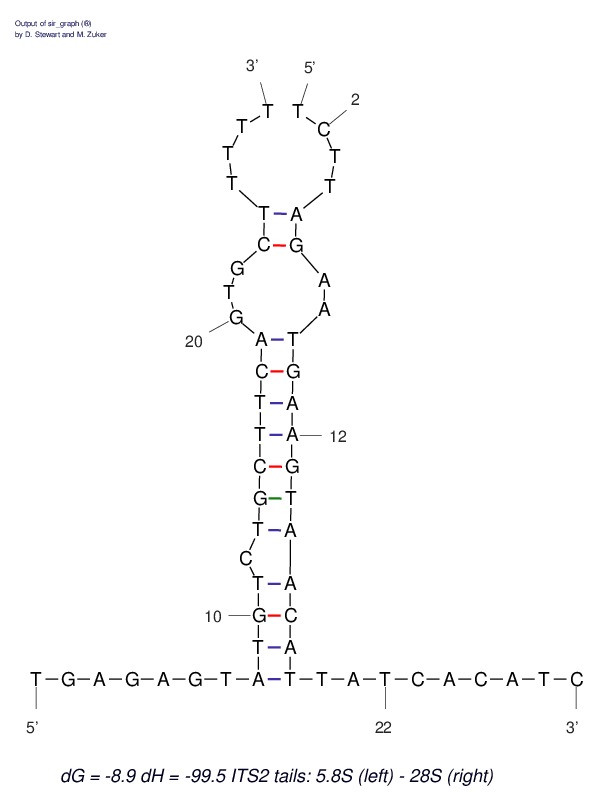 Output of sir_graph (®)
by D. Stewart and M. Zuker
3' 5'
2
T T
T C
T T
T T
T A
C G
G A
T A
G
20
A T
C G
T A
T A 12
C G
G T
T A
C
T A
10 G C
T A
T G A G A G T A T T A T C A C A T C
5' 22 3'
dG = -8.9 dH = -99.5 ITS2 tails: 5.8S (left) - 28S (right)